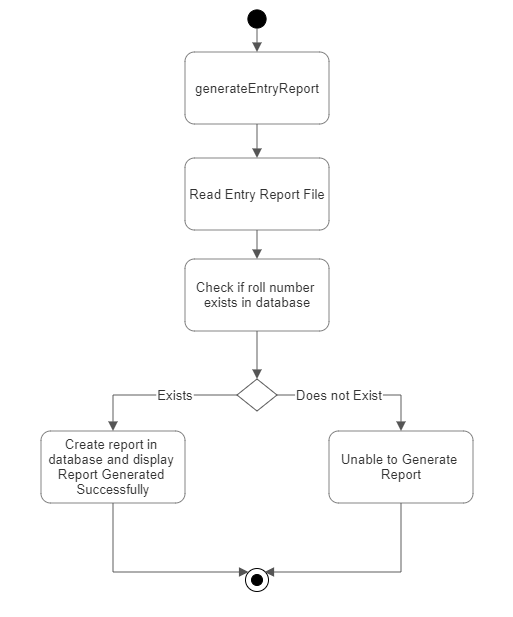 generateEntryReport
Read Entry Report File
Check if roll number
exists in database
Exists
Does not Exist
Create report in
database and display
Report Generated
Successfully
Unable to Generate
Report